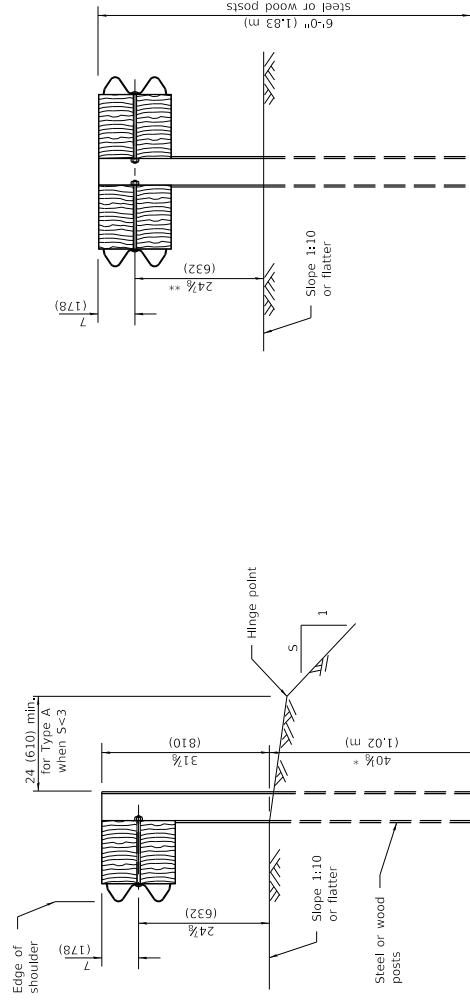 6'-0" (1.83 m)
steel or wood posts
7
(178)
24⅞ **
(632)
Slope 1:10
or flatter
24 (610) min.
for Type A
when S<3
31⅞
(810)
40⅛ *
(1.02 m)
Hinge point
S
1
Edge of
shoulder
7
(178)
24⅞
(632)
Slope 1:10
or flatter
Steel or wood
posts